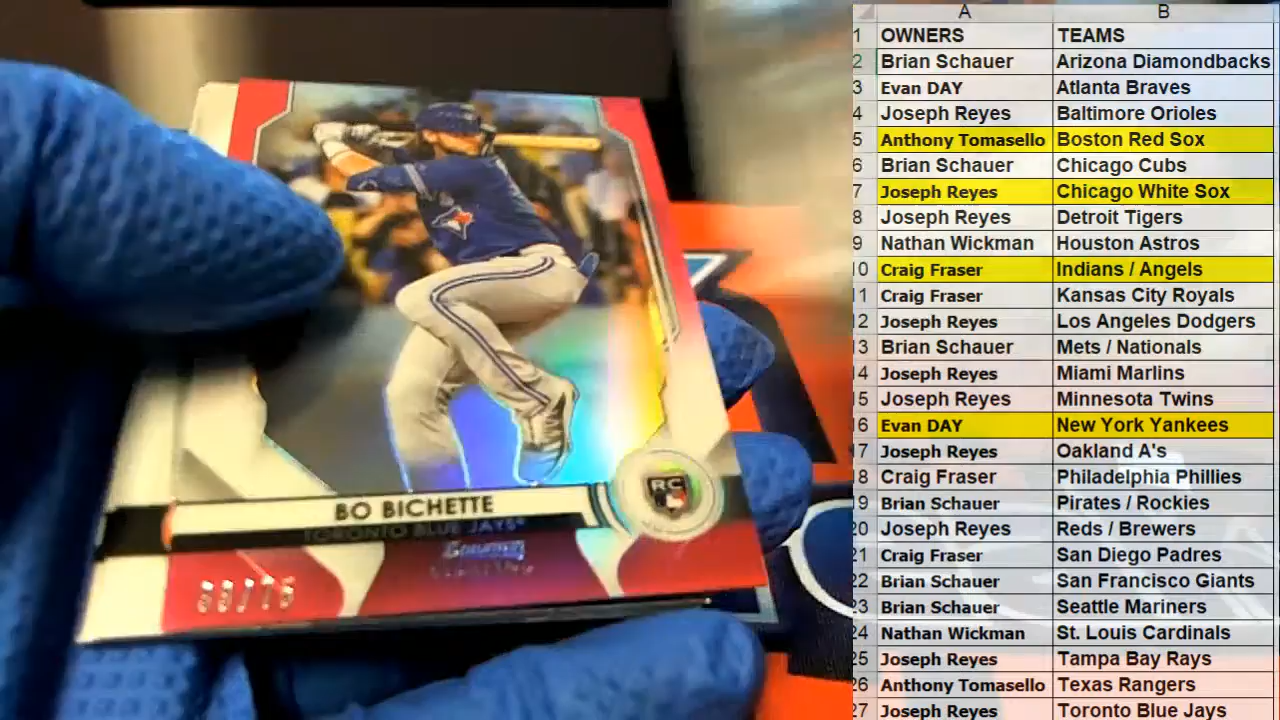 BO BICHETTE
TORONTO BLUE JAYS
RC
A B
1 OWNERS TEAMS
2 Brian Schauer Arizona Diamondbacks
3 Evan DAY Atlanta Braves
4 Joseph Reyes Baltimore Orioles
5 Anthony Tomasello Boston Red Sox
6 Brian Schauer Chicago Cubs
7 Joseph Reyes Chicago White Sox
8 Joseph Reyes Detroit Tigers
9 Nathan Wickman Houston Astros
10 Craig Fraser Indians / Angels
11 Craig Fraser Kansas City Royals
12 Joseph Reyes Los Angeles Dodgers
13 Brian Schauer Mets / Nationals
14 Joseph Reyes Miami Marlins
15 Joseph Reyes Minnesota Twins
16 Evan DAY New York Yankees
17 Joseph Reyes Oakland A's
18 Craig Fraser Philadelphia Phillies
19 Brian Schauer Pirates / Rockies
20 Joseph Reyes Reds / Brewers
21 Craig Fraser San Diego Padres
22 Brian Schauer San Francisco Giants
23 Brian Schauer Seattle Mariners
24 Nathan Wickman St. Louis Cardinals
25 Joseph Reyes Tampa Bay Rays
26 Anthony Tomasello Texas Rangers
27 Joseph Reyes Toronto Blue Jays